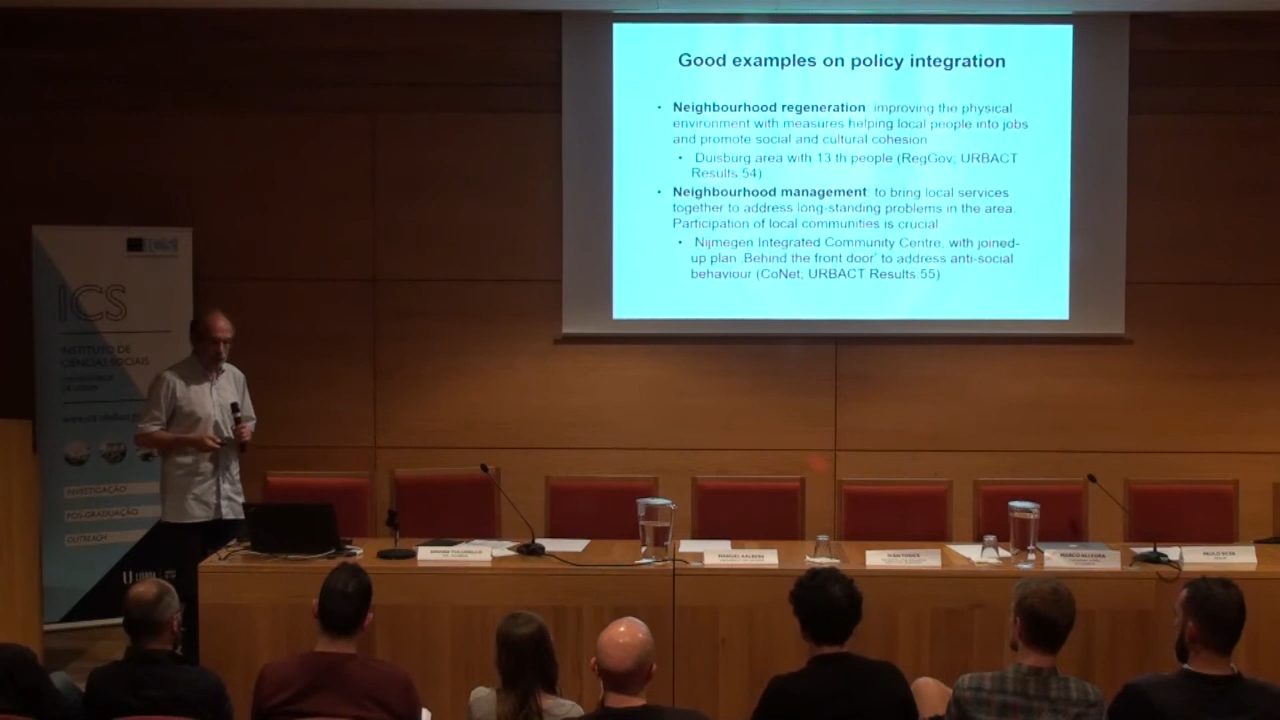 Good examples on policy integration
• Neighbourhood regeneration: improving the physical
environment with measures helping local people into jobs
and promote social and cultural cohesion
• Duisburg area with 13 th people (RegGov; URBACT
Results 54)
• Neighbourhood management: to bring local services
together to address long-standing problems in the area.
Participation of local communities is crucial
• Nijmegen Integrated Community Centre, with joined-
up plan ‚Behind the front door' to address anti-social
behaviour (CoNet; URBACT Results 55)
ICS
INSTITUTO DE
CIÊNCIAS SOCIAIS
INVESTIGAÇÃO
PÓS-GRADUAÇÃO
OUTREACH